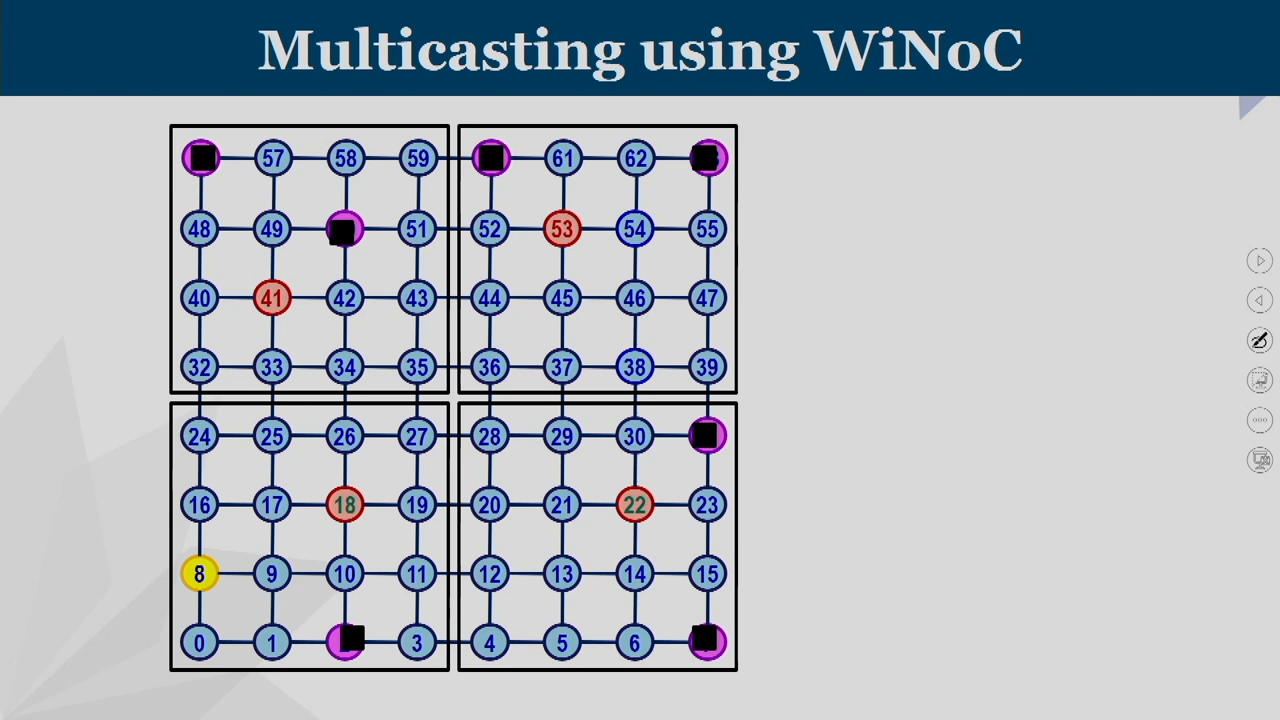 Multicasting using WiNoC
57 58 59 61 62
48 49 51 52 53 54 55
40 41 42 43 44 45 46 47
32 33 34 35 36 37 38 39
24 25 26 27 28 29 30
16 17 18 19 20 21 22 23
8 9 10 11 12 13 14 15
0 1 3 4 5 6